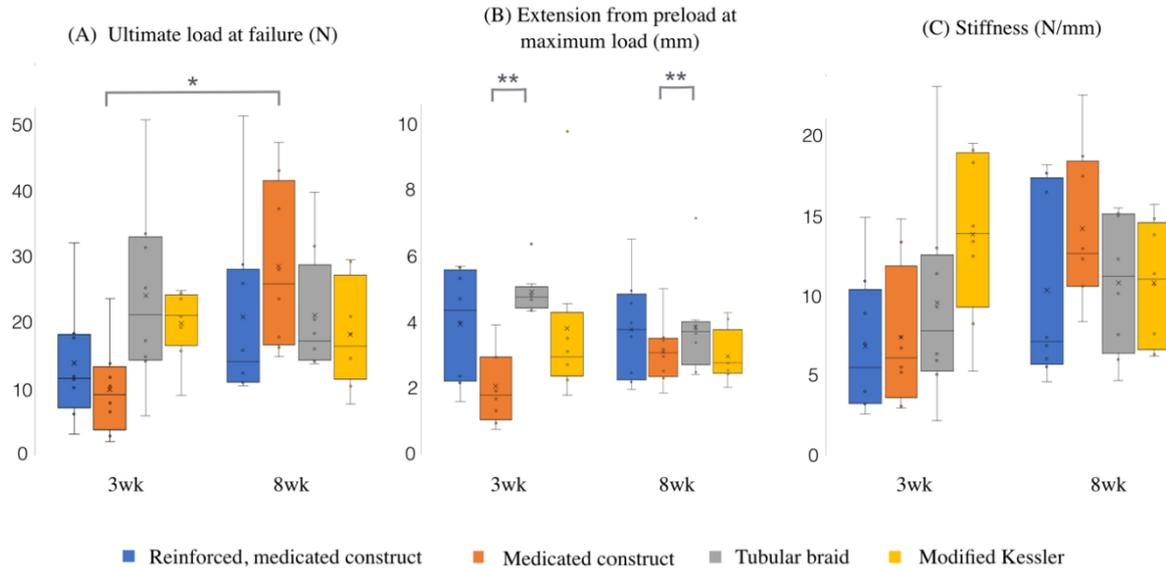 (A) Ultimate load at failure (N)
(B) Extension from preload at
maximum load (mm)
(C) Stiffness (N/mm)
*
**
**
50
40
30
20
10
0
3wk
8wk
10
8
6
4
2
0
3wk
8wk
20
15
10
5
0
3wk
8wk
Reinforced, medicated construct
Medicated construct
Tubular braid
Modified Kessler